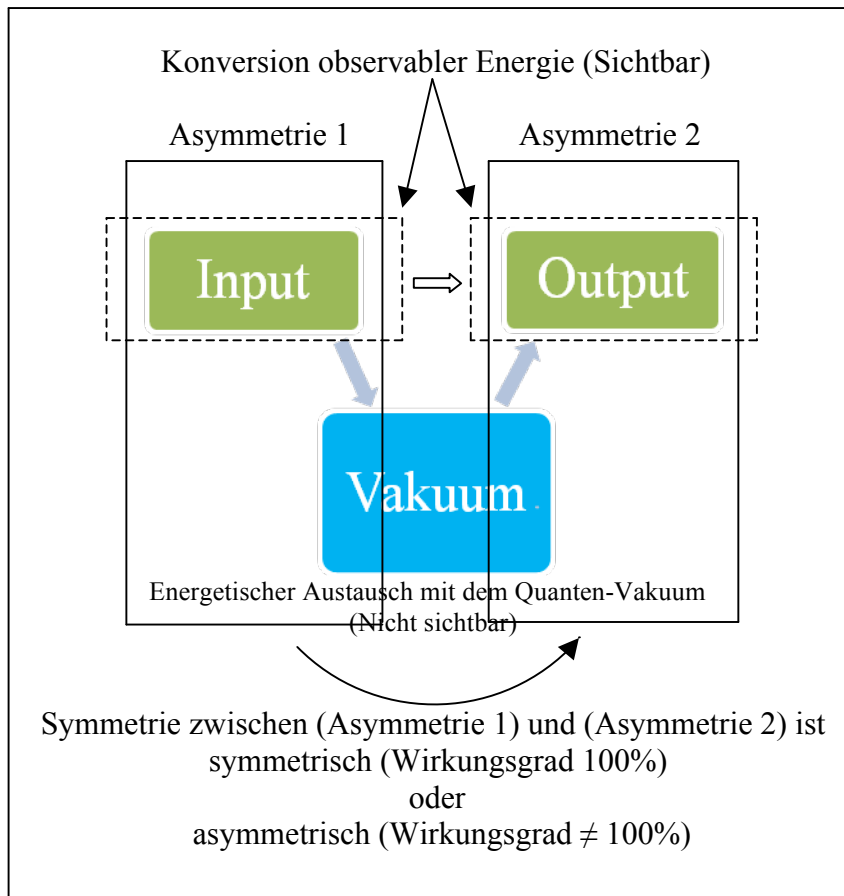 Konversion observabler Energie (Sichtbar)
Asymmetrie 1
Asymmetrie 2
Input
Output
Vakuum
Energetischer Austausch mit dem Quanten-Vakuum
(Nicht sichtbar)
Symmetrie zwischen (Asymmetrie 1) und (Asymmetrie 2) ist
symmetrisch (Wirkungsgrad 100%)
oder
asymmetrisch (Wirkungsgrad ≠ 100%)